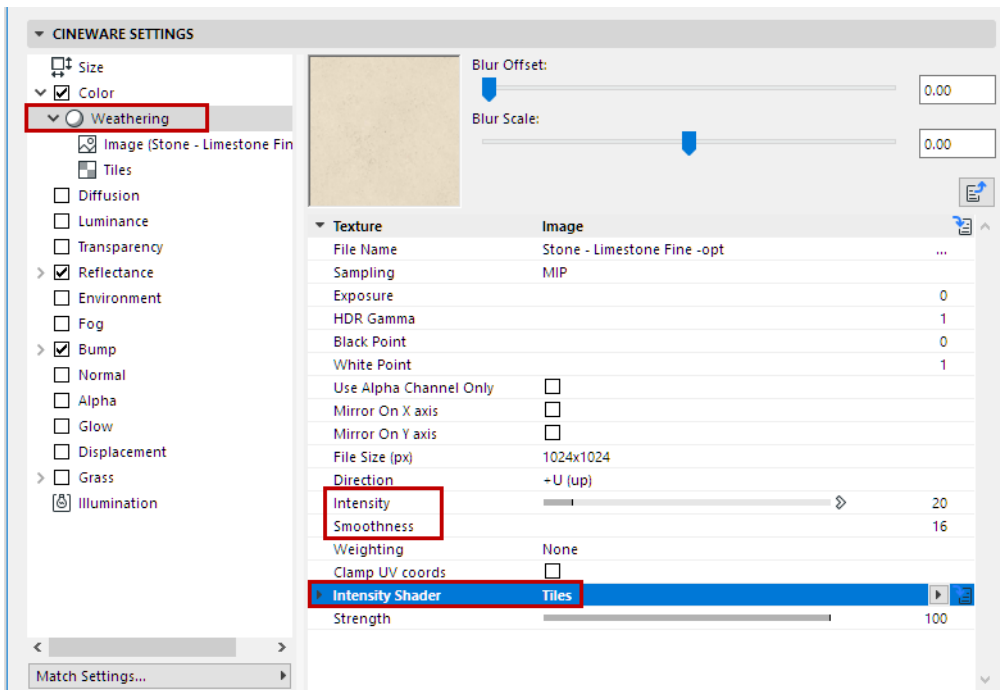 CINEWARE SETTINGS
Size
Color
Weathering
Image (Stone - Limestone Fin
Tiles
Diffusion
Luminance
Transparency
Reflectance
Environment
Fog
Bump
Normal
Alpha
Glow
Displacement
Grass
Illumination
Match Settings...
Blur Offset:
0.00
Blur Scale:
0.00
Texture Image
File Name Stone - Limestone Fine -opt ...
Sampling MIP
Exposure 0
HDR Gamma 1
Black Point 0
White Point 1
Use Alpha Channel Only
Mirror On X axis
Mirror On Y axis
File Size (px) 1024x1024
Direction +U (up)
Intensity 20
Smoothness 16
Weighting None
Clamp UV coords
Intensity Shader Tiles
Strength 100